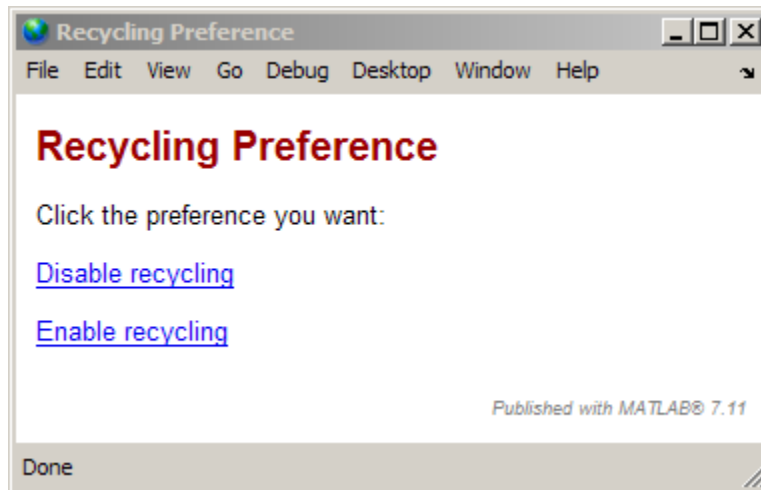 Recycling Preference
File Edit View Go Debug Desktop Window Help
Recycling Preference
Click the preference you want:
Disable recycling
Enable recycling
Published with MATLAB® 7.11
Done